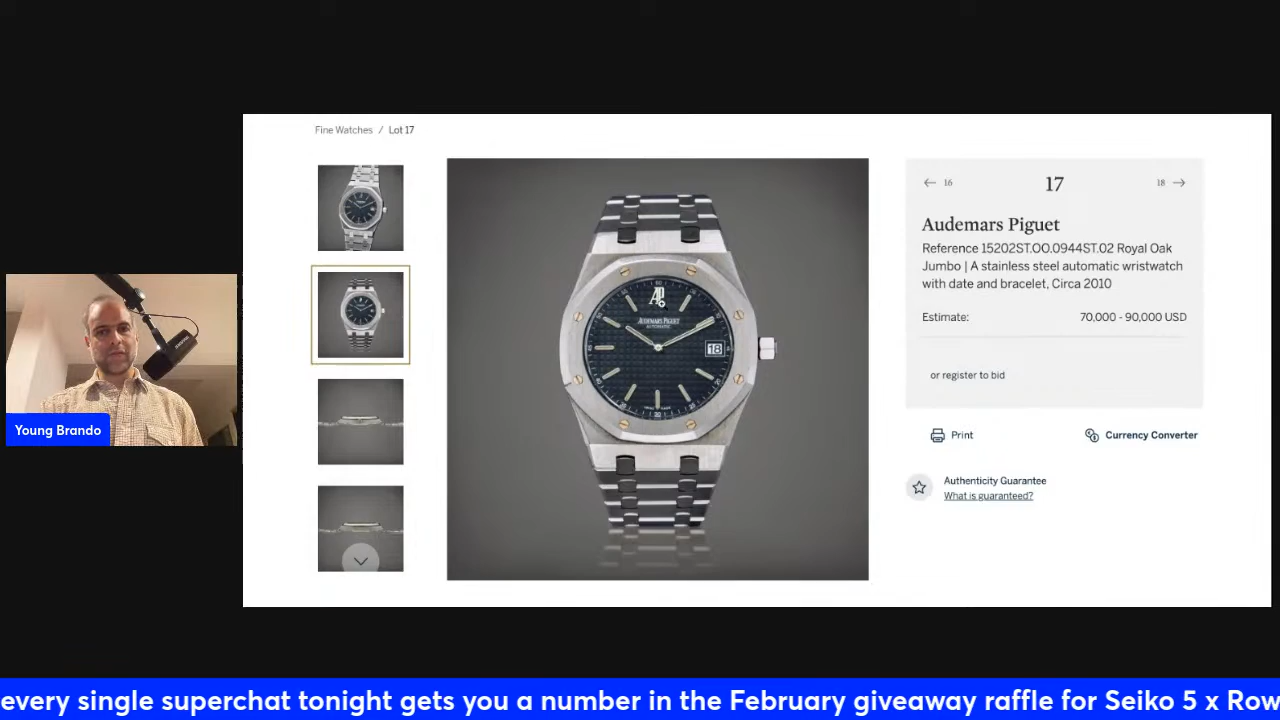 Fine Watches / Lot 17
← 16
17
18 →
Audemars Piguet
Reference 15202ST.OO.0944ST.02 Royal Oak
Jumbo | A stainless steel automatic wristwatch
with date and bracelet, Circa 2010
Estimate: 70,000 - 90,000 USD
or register to bid
Print
Currency Converter
Authenticity Guarantee
What is guaranteed?
AP
AUDEMARS PIGUET
AUTOMATIC
18
Young Brando
every single superchat tonight gets you a number in the February giveaway raffle for Seiko 5 x Row